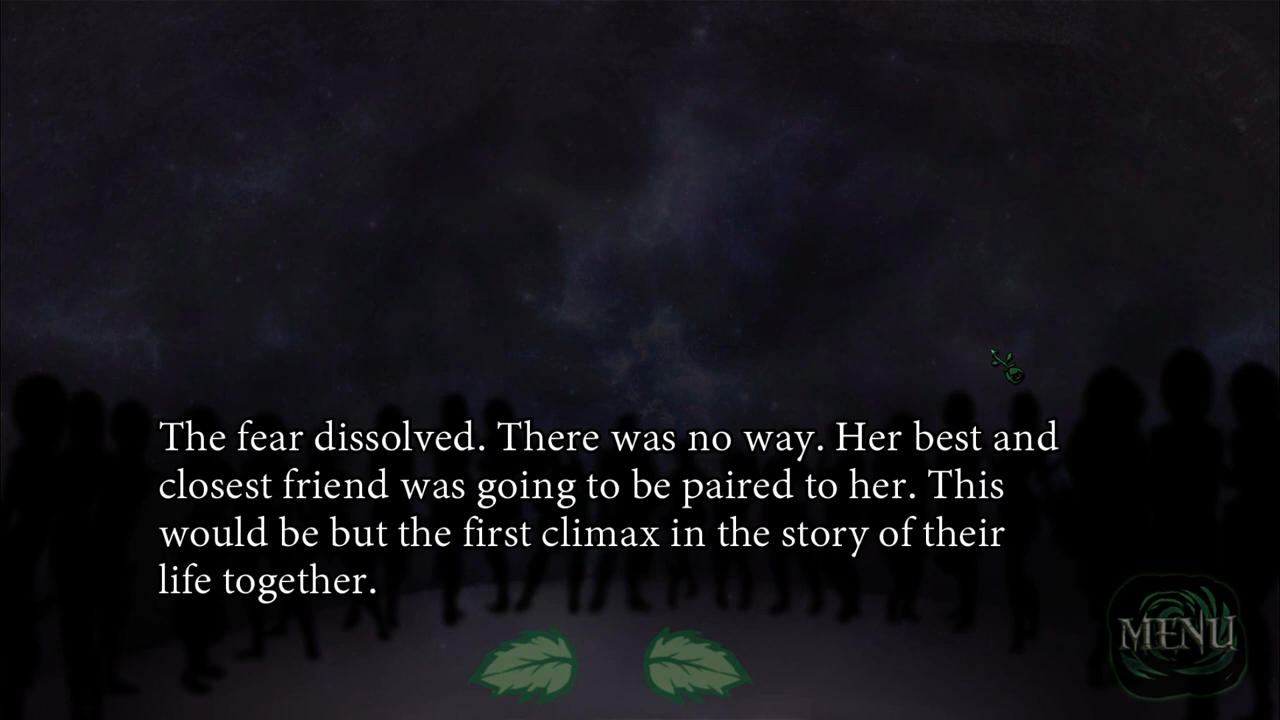 The fear dissolved. There was no way. Her best and
closest friend was going to be paired to her. This
would be but the first climax in the story of their
life together.
MENU